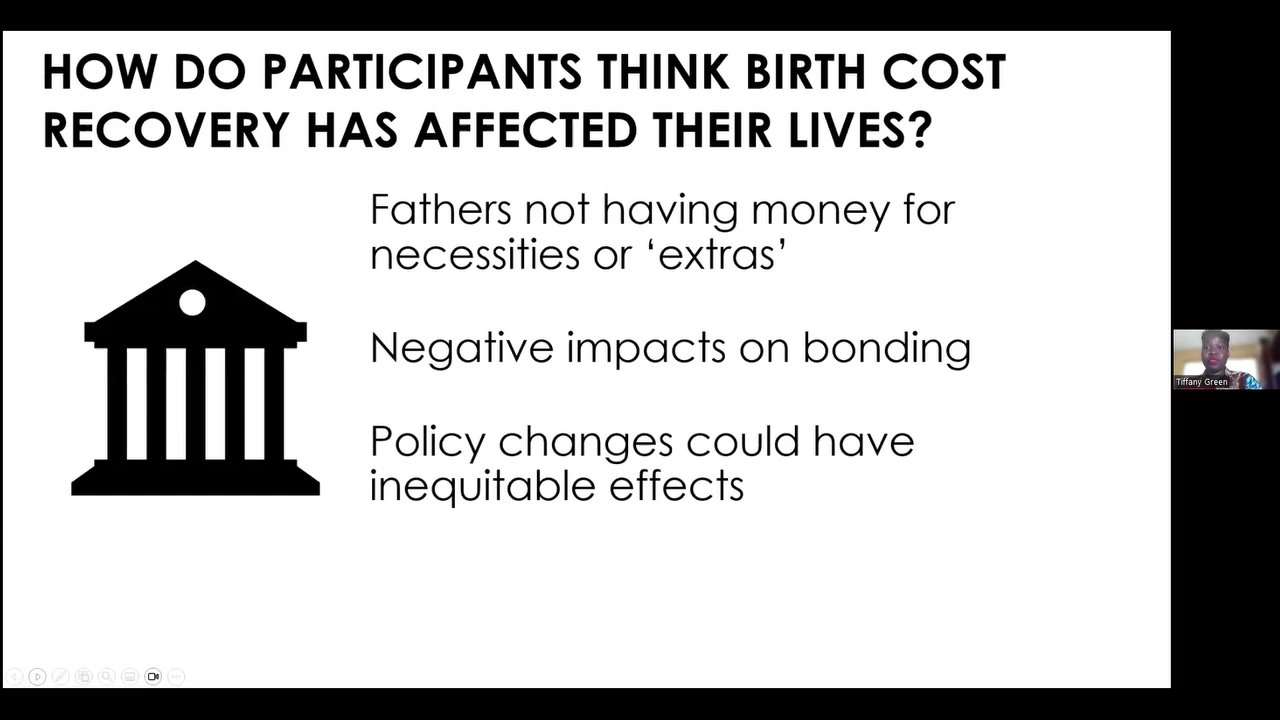 HOW DO PARTICIPANTS THINK BIRTH COST
RECOVERY HAS AFFECTED THEIR LIVES?
Fathers not having money for
necessities or ‘extras’
Negative impacts on bonding
Policy changes could have
inequitable effects
Tiffany Green